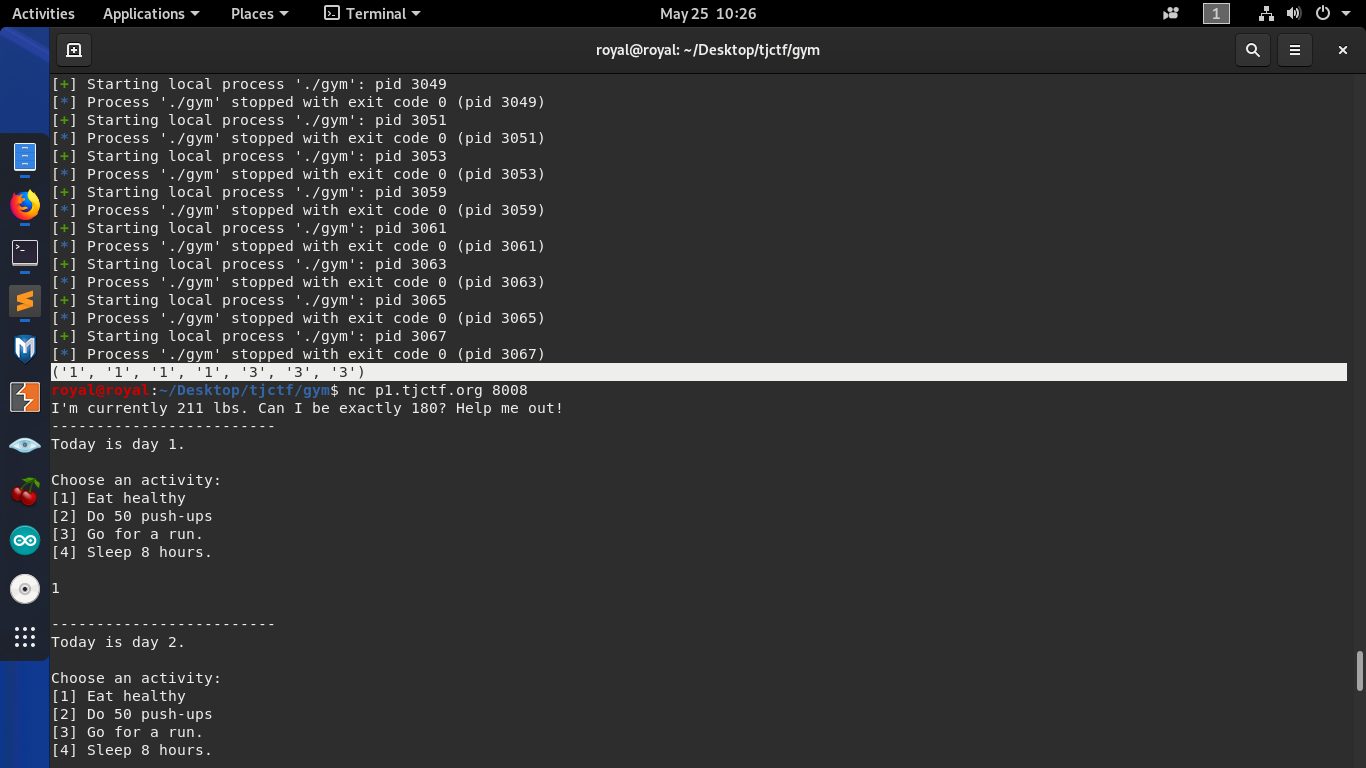 Activities Applications Places Terminal May 25 10:26 1
royal@royal: ~/Desktop/tjctf/gym
[+] Starting local process './gym': pid 3049
[*] Process './gym' stopped with exit code 0 (pid 3049)
[+] Starting local process './gym': pid 3051
[*] Process './gym' stopped with exit code 0 (pid 3051)
[+] Starting local process './gym': pid 3053
[*] Process './gym' stopped with exit code 0 (pid 3053)
[+] Starting local process './gym': pid 3059
[*] Process './gym' stopped with exit code 0 (pid 3059)
[+] Starting local process './gym': pid 3061
[*] Process './gym' stopped with exit code 0 (pid 3061)
[+] Starting local process './gym': pid 3063
[*] Process './gym' stopped with exit code 0 (pid 3063)
[+] Starting local process './gym': pid 3065
[*] Process './gym' stopped with exit code 0 (pid 3065)
[+] Starting local process './gym': pid 3067
[*] Process './gym' stopped with exit code 0 (pid 3067)
('1', '1', '1', '1', '3', '3', '3')
royal@royal:~/Desktop/tjctf/gym$ nc p1.tjctf.org 8008
I'm currently 211 lbs. Can I be exactly 180? Help me out!
-------------------------
Today is day 1.
Choose an activity:
[1] Eat healthy
[2] Do 50 push-ups
[3] Go for a run.
[4] Sleep 8 hours.
1
-------------------------
Today is day 2.
Choose an activity:
[1] Eat healthy
[2] Do 50 push-ups
[3] Go for a run.
[4] Sleep 8 hours.